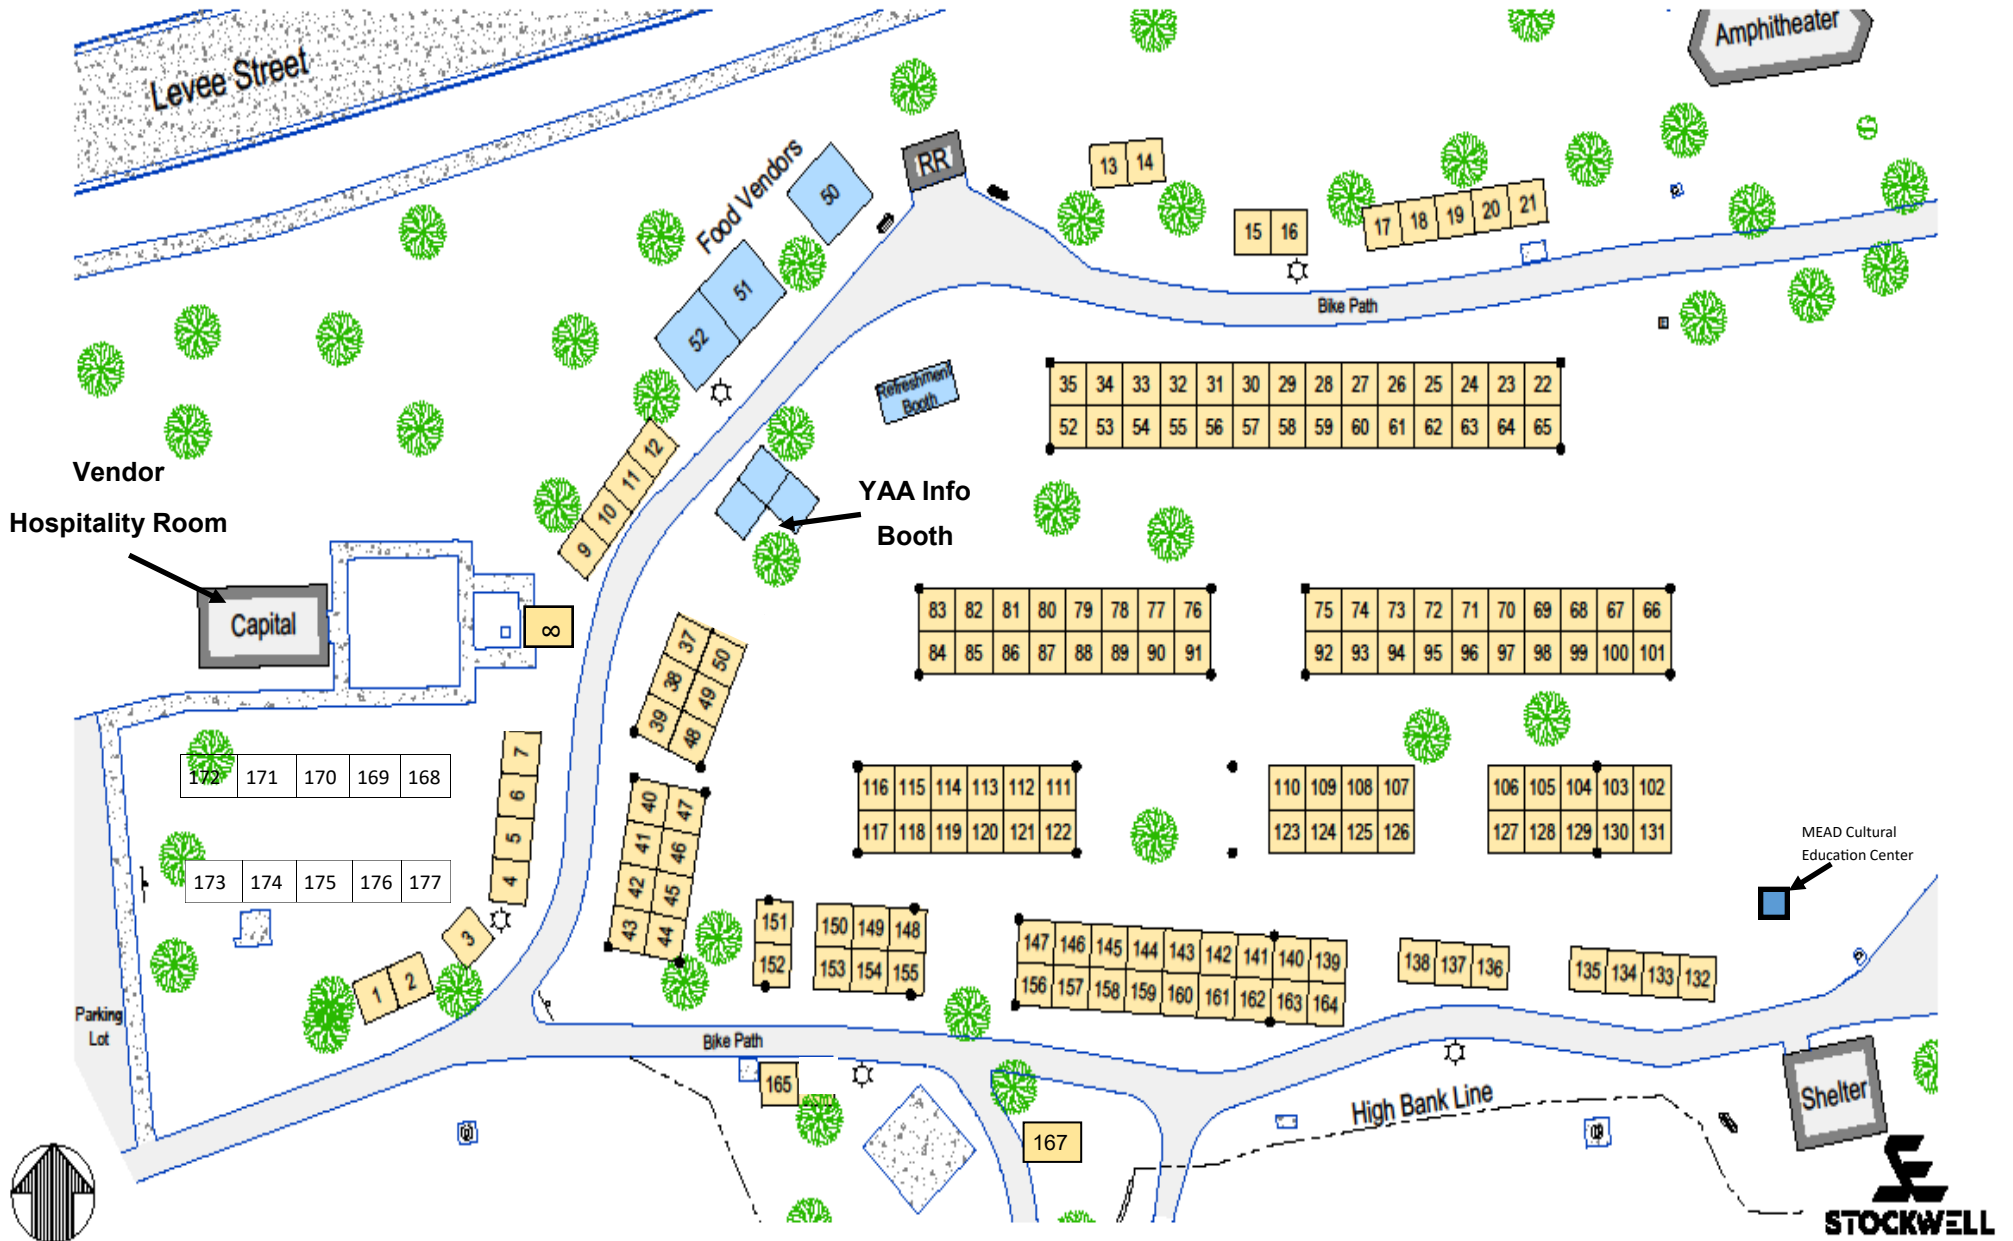 Levee Street
Amphitheater
Food Vendors
RR
50
51
52
13 14
15 16
17 18 19 20 21
Bike Path
Refreshment
Booth
35 34 33 32 31 30 29 28 27 26 25 24 23 22
52 53 54 55 56 57 58 59 60 61 62 63 64 65
12
11
10
9
Vendor
Hospitality Room
YAA Info
Booth
Capital
∞
83 82 81 80 79 78 77 76
84 85 86 87 88 89 90 91
75 74 73 72 71 70 69 68 67 66
92 93 94 95 96 97 98 99 100 101
37 50
38 49
39 48
7
6
5
4
172 171 170 169 168
173 174 175 176 177
40 47
41 46
42 45
43 44
116 115 114 113 112 111
117 118 119 120 121 122
110 109 108 107
123 124 125 126
106 105 104 103 102
127 128 129 130 131
MEAD Cultural
Education Center
3
1 2
151
152
150 149 148
153 154 155
147 146 145 144 143 142 141 140 139
156 157 158 159 160 161 162 163 164
138 137 136
135 134 133 132
Parking
Lot
Bike Path
165
167
High Bank Line
Shelter
STOCKWELL